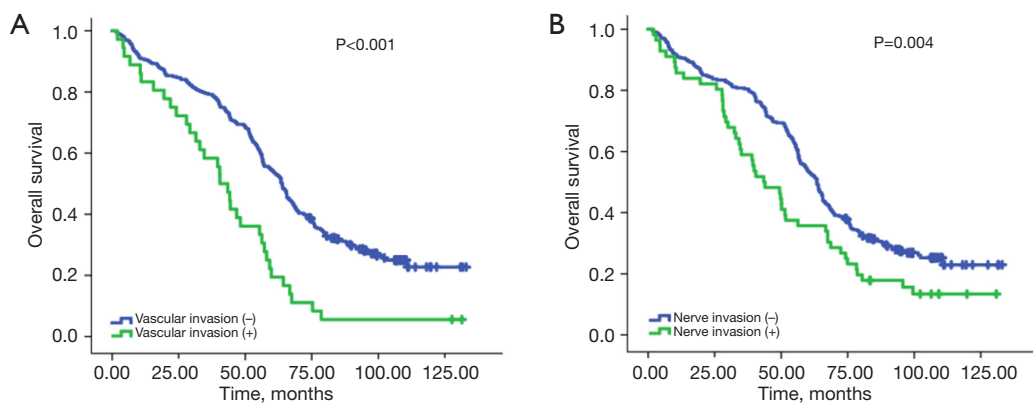 A
P<0.001
Overall survival
1.0
0.8
0.6
0.4
0.2
0.0
Vascular invasion (–)
Vascular invasion (+)
0.00 25.00 50.00 75.00 100.00 125.00
Time, months
B
P=0.004
Overall survival
1.0
0.8
0.6
0.4
0.2
0.0
Nerve invasion (–)
Nerve invasion (+)
0.00 25.00 50.00 75.00 100.00 125.00
Time, months